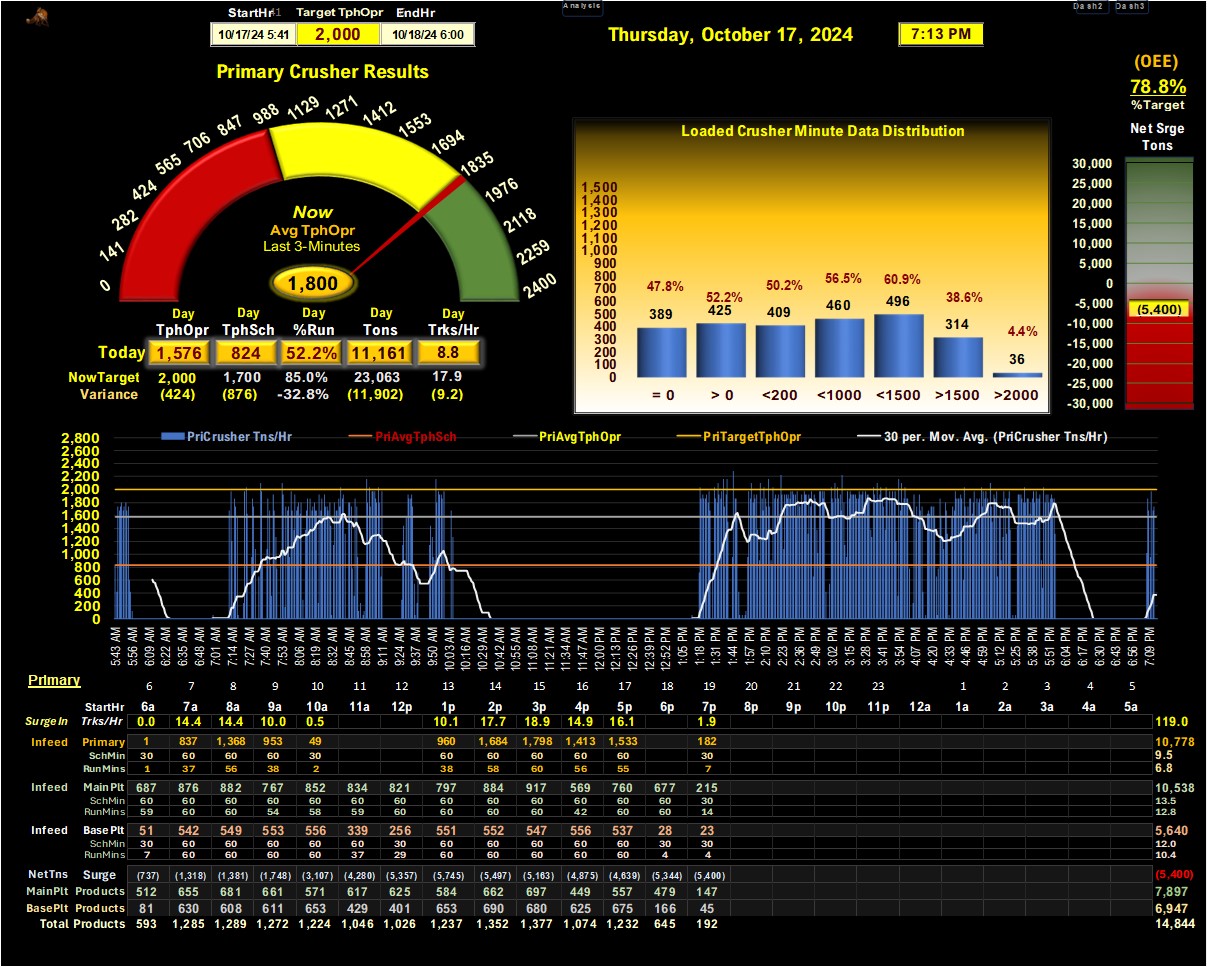 StartHr41 Target TphOpr EndHr
10/17/24 5:41 2,000 10/18/24 6:00
Analysis
Thursday, October 17, 2024 7:13 PM
Dash2 Dash3
(OEE)
78.8%
%Target
Net Srge
Tons
30,000
25,000
20,000
15,000
10,000
5,000
0
-5,000
(5,400)
-10,000
-15,000
-20,000
-25,000
-30,000
Primary Crusher Results
0 141 282 424 565 706 847 988 1129 1271 1412 1553 1694 1835 1976 2118 2259 2400
Now
Avg TphOpr
Last 3-Minutes
1,800
Day Day Day Day Day
TphOpr TphSch %Run Tons Trks/Hr
Today 1,576 824 52.2% 11,161 8.8
NowTarget 2,000 1,700 85.0% 23,063 17.9
Variance (424) (876) -32.8% (11,902) (9.2)
Loaded Crusher Minute Data Distribution
1,500
1,400
1,300
1,200
1,100
1,000
900
800
700
600
500
400
300
200
100
0
47.8% 52.2% 50.2% 56.5% 60.9% 38.6% 4.4%
389 425 409 460 496 314 36
= 0 > 0 <200 <1000 <1500 >1500 >2000
PriCrusher Tns/Hr PriAvgTphSch PriAvgTphOpr PriTargetTphOpr 30 per. Mov. Avg. (PriCrusher Tns/Hr)
2,800
2,600
2,400
2,200
2,000
1,800
1,600
1,400
1,200
1,000
800
600
400
200
0
5:43 AM 5:56 AM 6:09 AM 6:22 AM 6:35 AM 6:48 AM 7:01 AM 7:14 AM 7:27 AM 7:40 AM 7:53 AM 8:06 AM 8:19 AM 8:32 AM 8:45 AM 8:58 AM 9:11 AM 9:24 AM 9:37 AM 9:50 AM 10:03 AM 10:16 AM 10:29 AM 10:42 AM 10:55 AM 11:08 AM 11:21 AM 11:34 AM 11:47 AM 12:00 PM 12:13 PM 12:26 PM 12:39 PM 12:52 PM 1:05 PM 1:18 PM 1:31 PM 1:44 PM 1:57 PM 2:10 PM 2:23 PM 2:36 PM 2:49 PM 3:02 PM 3:15 PM 3:28 PM 3:41 PM 3:54 PM 4:07 PM 4:20 PM 4:33 PM 4:46 PM 4:59 PM 5:12 PM 5:25 PM 5:38 PM 5:51 PM 6:04 PM 6:17 PM 6:30 PM 6:43 PM 6:56 PM 7:09 PM
Primary
6 7 8 9 10 11 12 13 14 15 16 17 18 19 20 21 22 23 1 2 3 4 5
StartHr 6a 7a 8a 9a 10a 11a 12p 1p 2p 3p 4p 5p 6p 7p 8p 9p 10p 11p 12a 1a 2a 3a 4a 5a
SurgeIn Trks/Hr 0.0 14.4 14.4 10.0 0.5 10.1 17.7 18.9 14.9 16.1 1.9 119.0
Infeed Primary 1 837 1,368 953 49 960 1,684 1,798 1,413 1,533 182 10,778
SchMin 30 60 60 60 30 60 60 60 60 60 30 9.5
RunMins 1 37 56 38 2 38 58 60 56 55 7 6.8
Infeed MainPlt 687 876 882 767 852 834 821 797 884 917 569 760 677 215 10,538
SchMin 60 60 60 60 60 60 60 60 60 60 60 60 60 30 13.5
RunMins 59 60 60 54 58 59 60 60 60 60 42 60 60 14 12.8
Infeed BasePlt 51 542 549 553 556 339 256 551 552 547 556 537 28 23 5,640
SchMin 30 60 60 60 60 60 60 60 60 60 60 60 30 30 12.0
RunMins 7 60 60 60 60 37 29 60 60 60 60 60 4 4 10.4
NetTns Surge (737) (1,318) (1,381) (1,748) (3,107) (4,280) (5,357) (5,745) (5,497) (5,163) (4,875) (4,639) (5,344) (5,400) (5,400)
MainPlt Products 512 655 681 661 571 617 625 584 662 697 449 557 479 147 7,897
BasePlt Products 81 630 608 611 653 429 401 653 690 680 625 675 166 45 6,947
Total Products 593 1,285 1,289 1,272 1,224 1,046 1,026 1,237 1,352 1,377 1,074 1,232 645 192 14,844